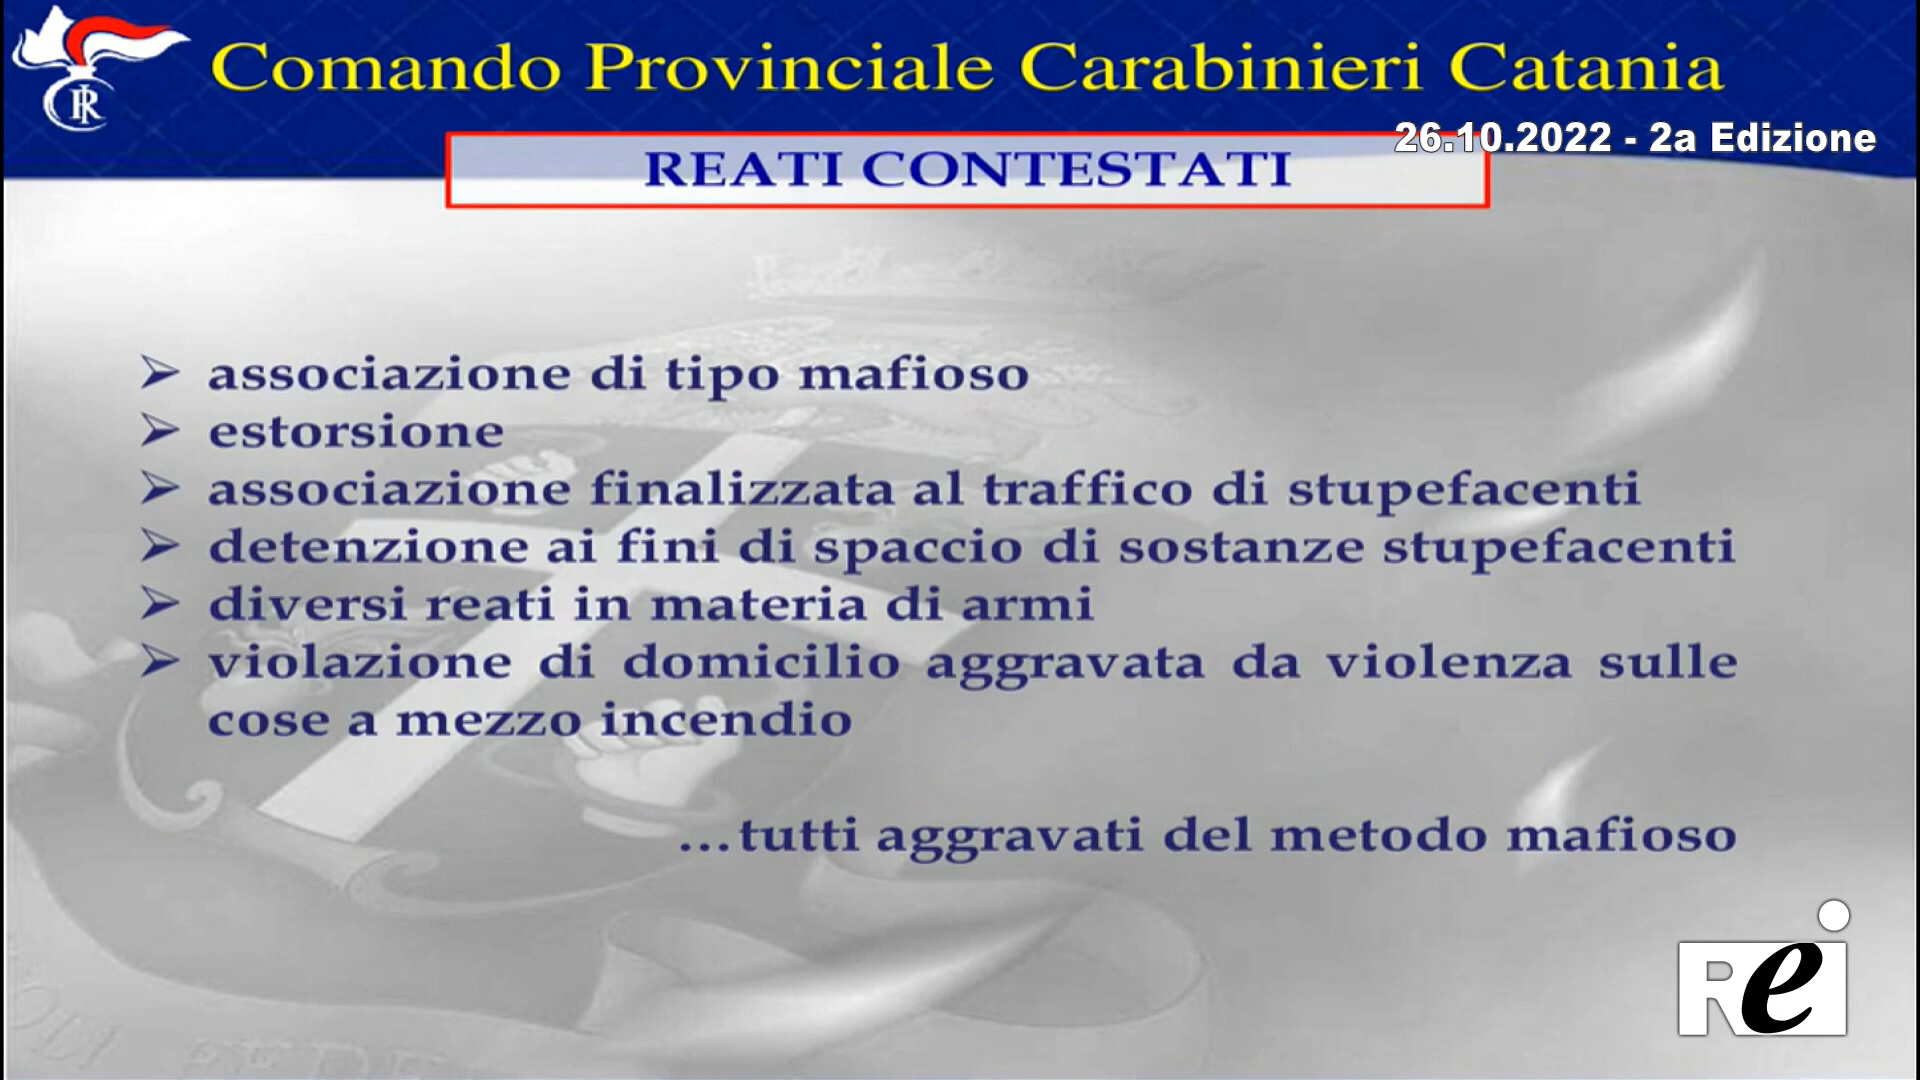 Comando Provinciale Carabinieri Catania
26.10.2022 - 2a Edizione
REATI CONTESTATI
➢ associazione di tipo mafioso
➢ estorsione
➢ associazione finalizzata al traffico di stupefacenti
➢ detenzione ai fini di spaccio di sostanze stupefacenti
➢ diversi reati in materia di armi
➢ violazione di domicilio aggravata da violenza sulle
cose a mezzo incendio
...tutti aggravati del metodo mafioso
Rei